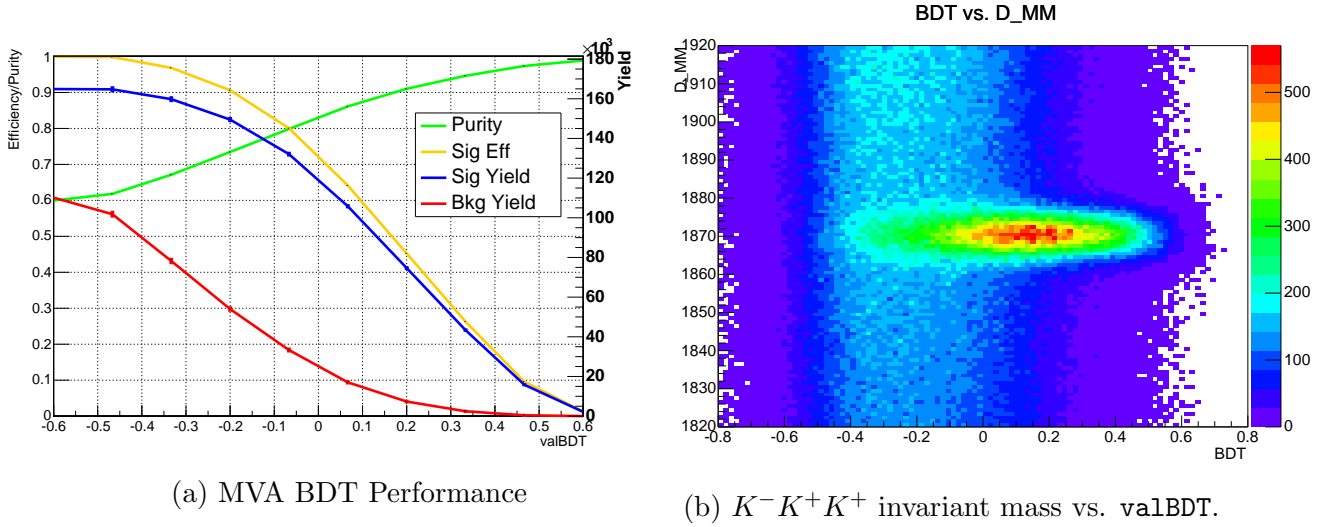 ×10³
Efficiency/Purity
1
0.9
0.8
0.7
0.6
0.5
0.4
0.3
0.2
0.1
0
-0.6 -0.5 -0.4 -0.3 -0.2 -0.1 0 0.1 0.2 0.3 0.4 0.5 0.6
valBDT
180
160
140
120
100
80
60
40
20
0
Yield
Purity
Sig Eff
Sig Yield
Bkg Yield
(a) MVA BDT Performance
BDT vs. D_MM
D_MM
1920
1910
1900
1890
1880
1870
1860
1850
1840
1830
1820
-0.8 -0.6 -0.4 -0.2 0 0.2 0.4 0.6 0.8
BDT
500
400
300
200
100
0
(b) K⁻K⁺K⁺ invariant mass vs. valBDT.